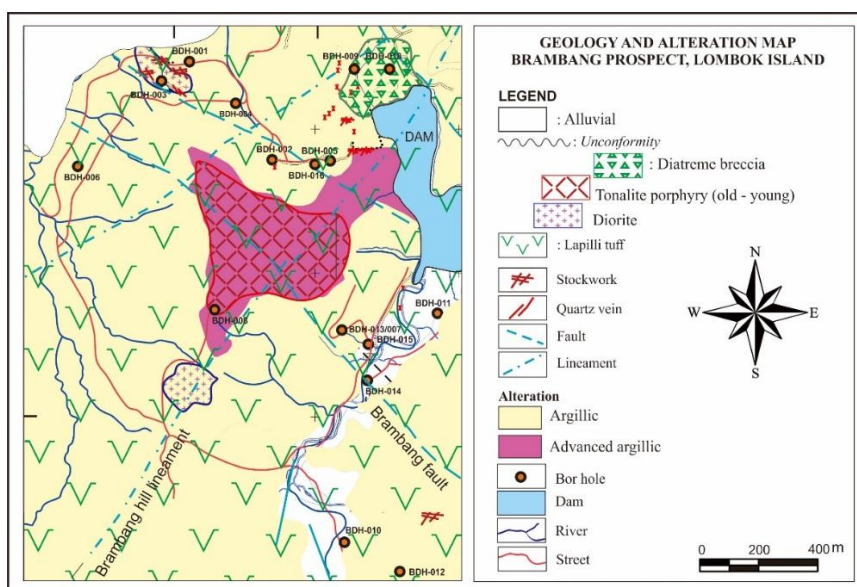 BDH-001
BDH-009
BDH-003
BDH-004
DAM
BDH-002
BDH-005
BDH-016
BDH-006
BDH-011
BDH-008
BDH-013/007
BDH-015
BDH-014
Brambang fault
Brambang hill lineament
BDH-010
BDH-012
GEOLOGY AND ALTERATION MAP
BRAMBANG PROSPECT, LOMBOK ISLAND
LEGEND
: Alluvial
: Unconformity
: Diatreme breccia
Tonalite porphyry (old - young)
Diorite
: Lapilli tuff
Stockwork
Quartz vein
Fault
Lineament
Alteration
Argillic
Advanced argillic
Bor hole
Dam
River
Street
N
W
E
S
0 200 400 m